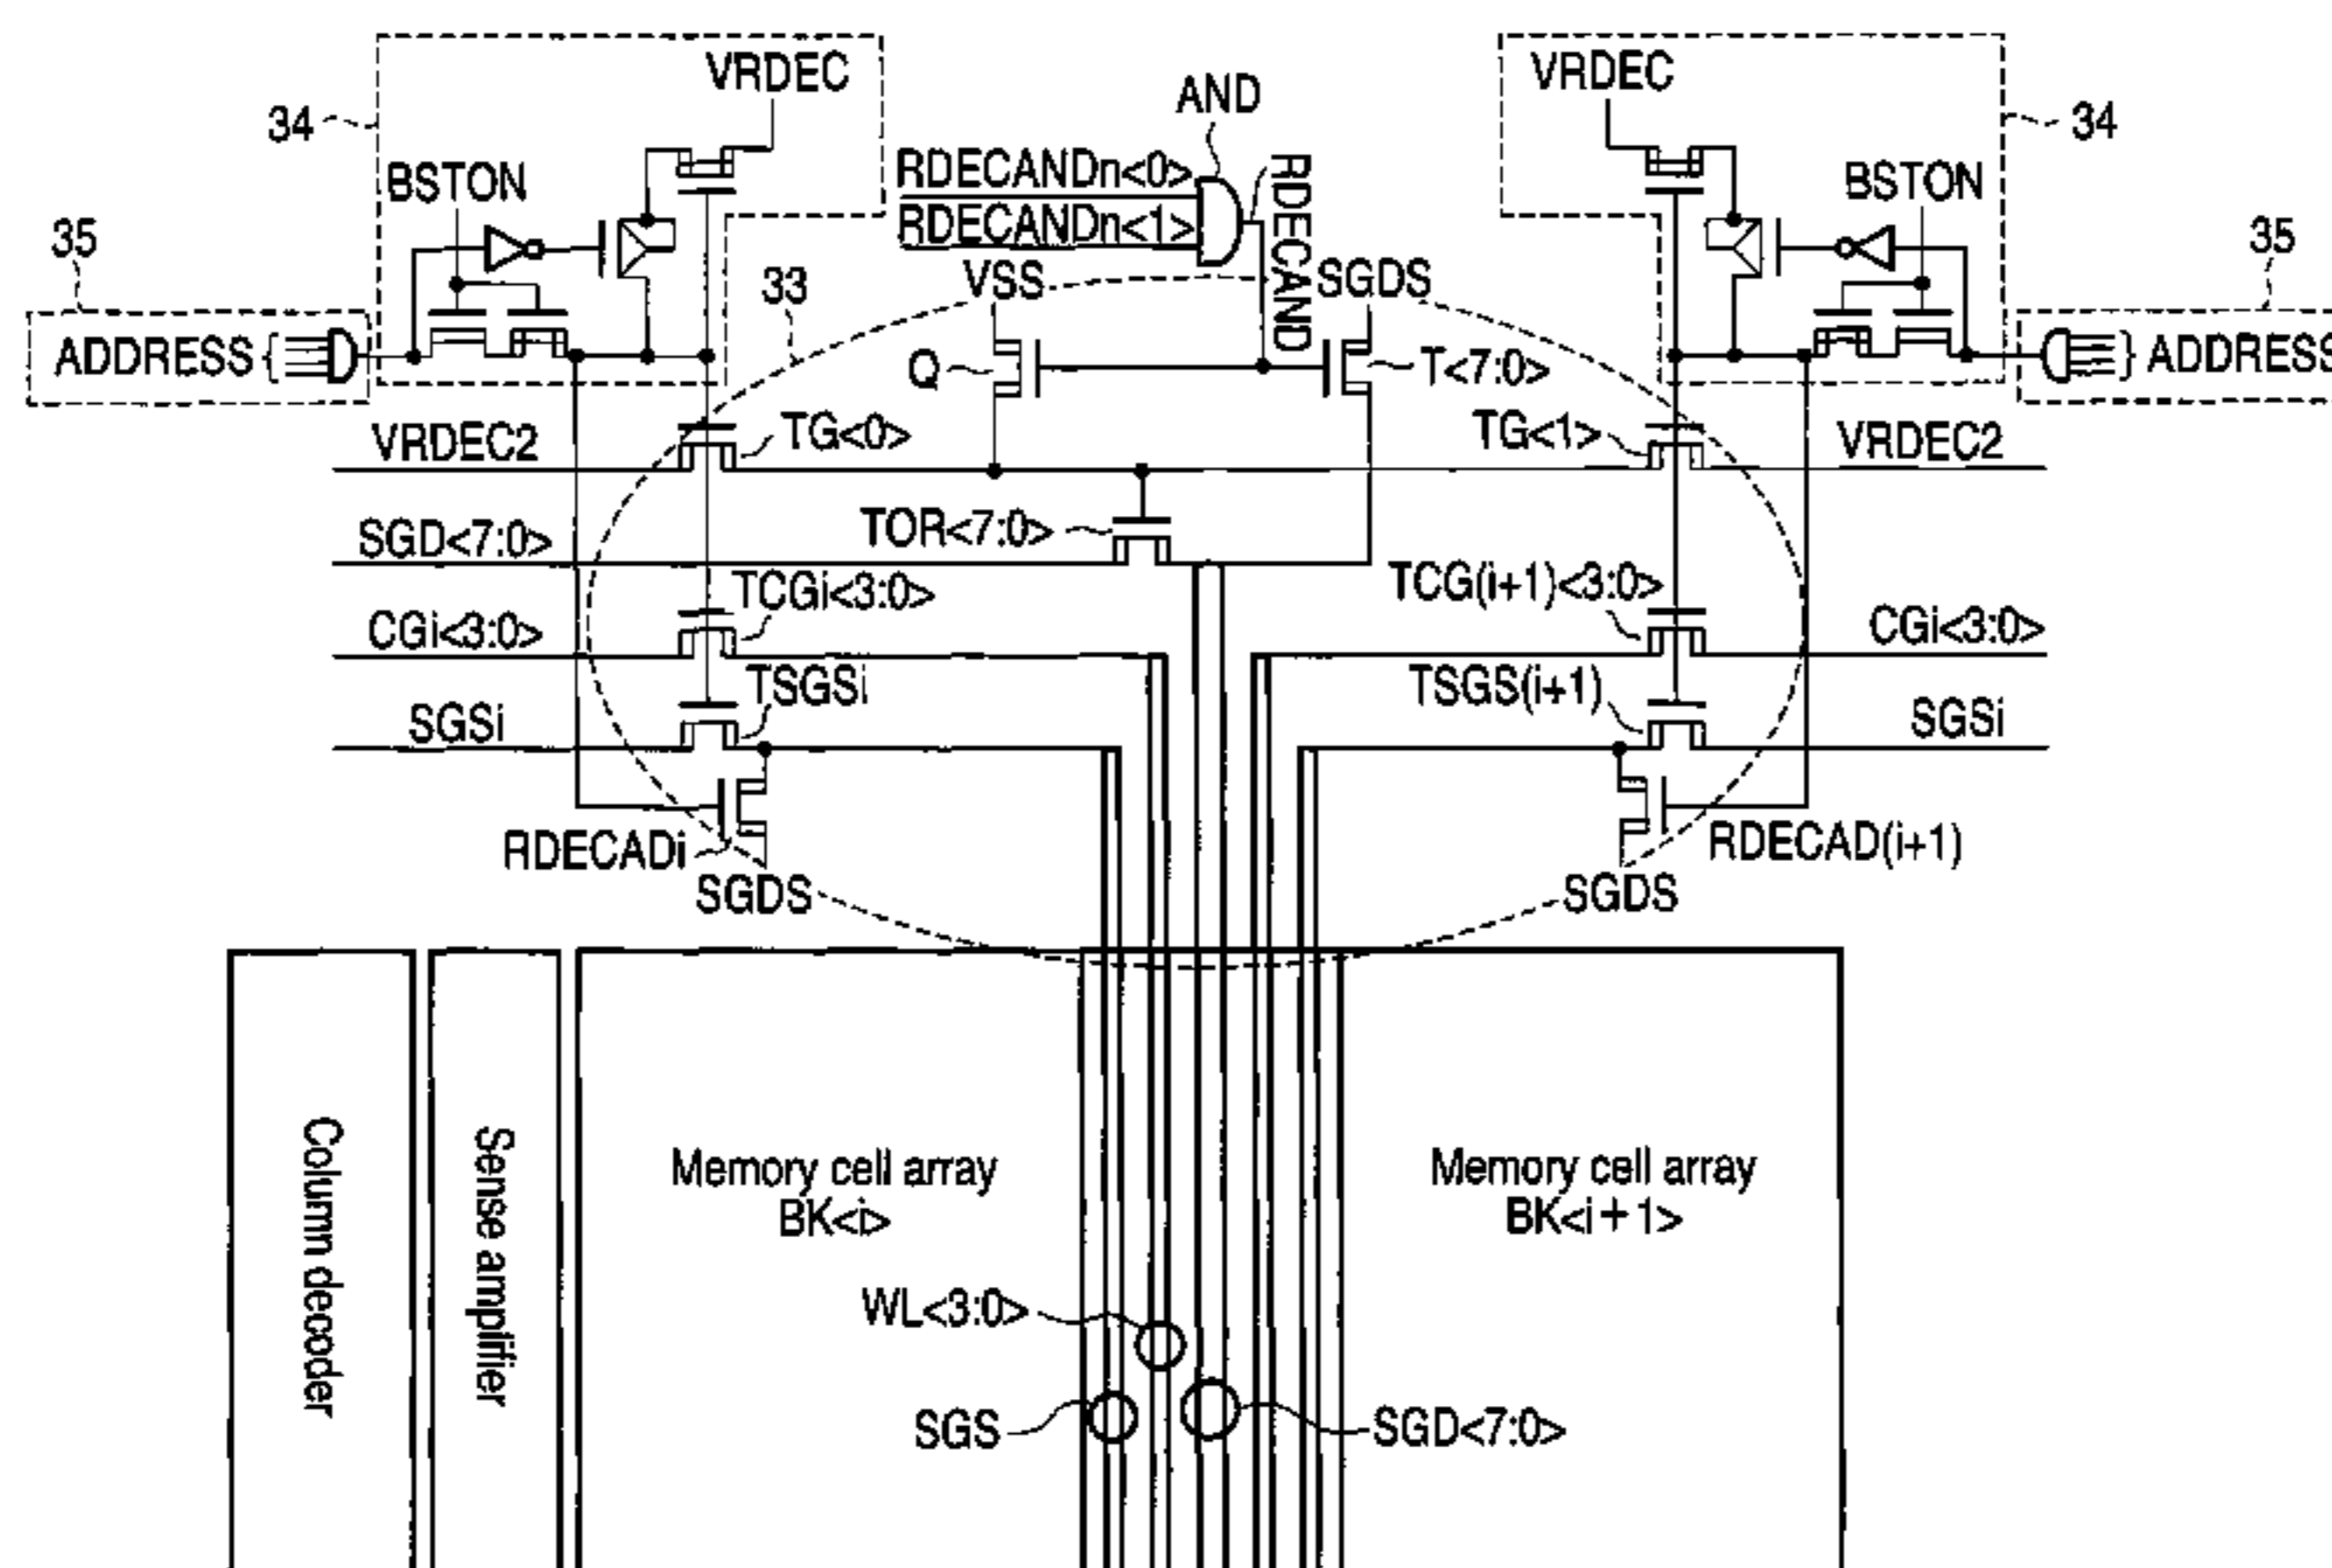 VRDEC
VRDEC
AND
34
34
BSTON
RDECANDn<0>
RDECANDn<1>
RDECAND
BSTON
35
35
33
VSS
SGDS
ADDRESS
Q
T<7:0>
ADDRESS
VRDEC2
TG<0>
TG<1>
VRDEC2
SGD<7:0>
TOR<7:0>
TCGi<3:0>
TCG(i+1)<3:0>
CGi<3:0>
CGi<3:0>
TSGSi
TSGS(i+1)
SGSi
SGSi
RDECADi
RDECAD(i+1)
SGDS
SGDS
Column decoder
Sense amplifier
Memory cell array
BK<i>
Memory cell array
BK<i+1>
WL<3:0>
SGS
SGD<7:0>